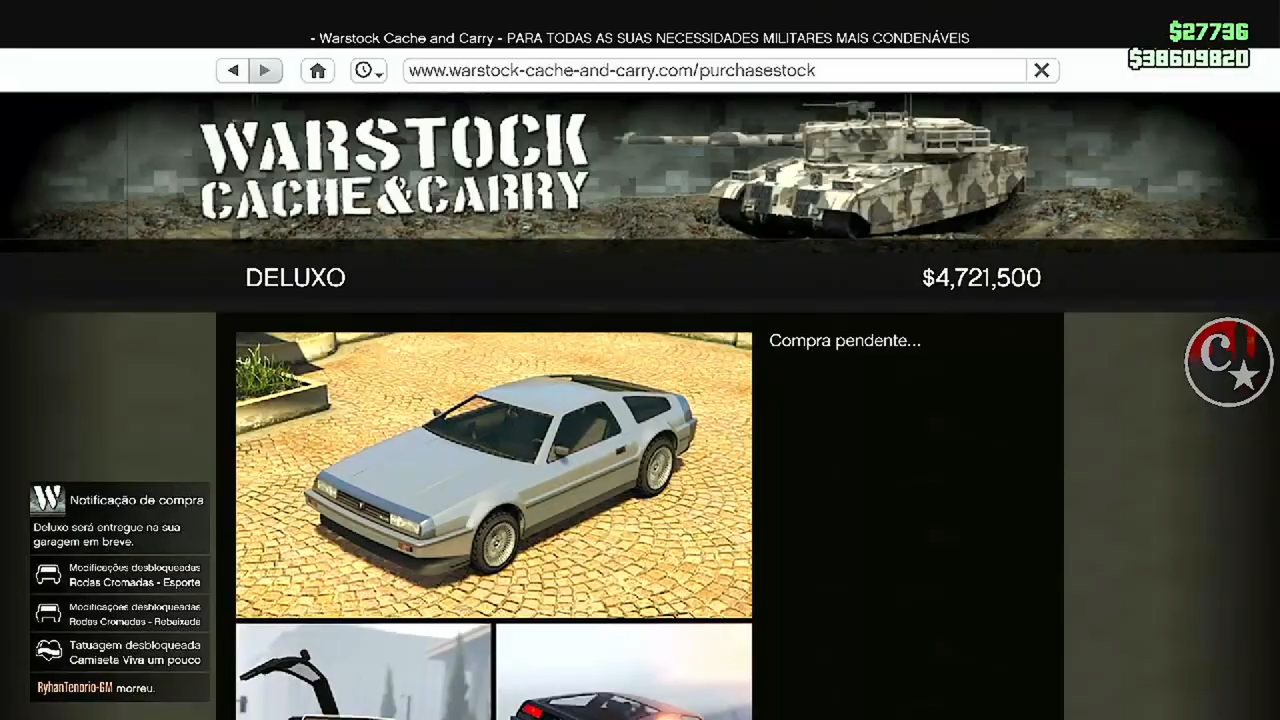 - Warstock Cache and Carry - PARA TODAS AS SUAS NECESSIDADES MILITARES MAIS CONDENÁVEIS
$27736
$38609820
www.warstock-cache-and-carry.com/purchasestock
WARSTOCK
CACHE&CARRY
DELUXO
$4,721,500
Compra pendente...
C
W
Notificação de compra
Deluxo será entregue na sua
garagem em breve.
Modificações desbloqueadas
Rodas Cromadas - Esporte
Modificações desbloqueadas
Rodas Cromadas - Rebaixada
Tatuagem desbloqueada
Camiseta Viva um pouco
RyhanTenorio-GM morreu.